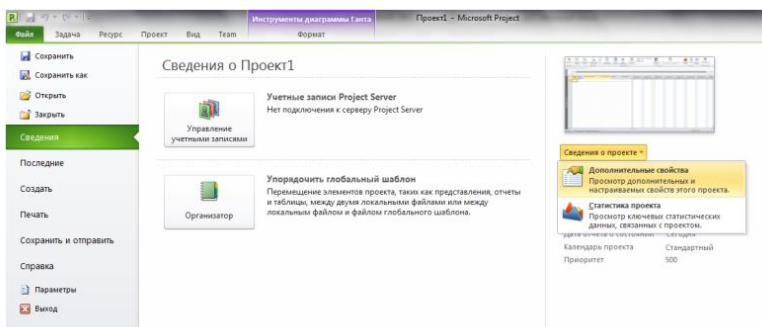 Инструменты диаграммы Ганта
Проект1 - Microsoft Project
Файл Задача Ресурс Проект Вид Team Формат
Сохранить
Сохранить как
Открыть
Закрыть
Сведения
Последние
Создать
Печать
Сохранить и отправить
Справка
Параметры
Выход
Сведения о Проект1
Управление
учетными записями
Учетные записи Project Server
Нет подключения к серверу Project Server
Организатор
Упорядочить глобальный шаблон
Перемещение элементов проекта, таких как представления, отчеты
и таблицы, между двумя локальными файлами или между
локальным файлом и файлом глобального шаблона.
Сведения о проекте
Дополнительные свойства
Просмотр дополнительных и
настраиваемых свойств этого проекта.
Статистика проекта
Просмотр ключевых статистических
данных, связанных с проектом.
Дата отчета о состоянии Сегодня
Календарь проекта Стандартный
Приоритет 500